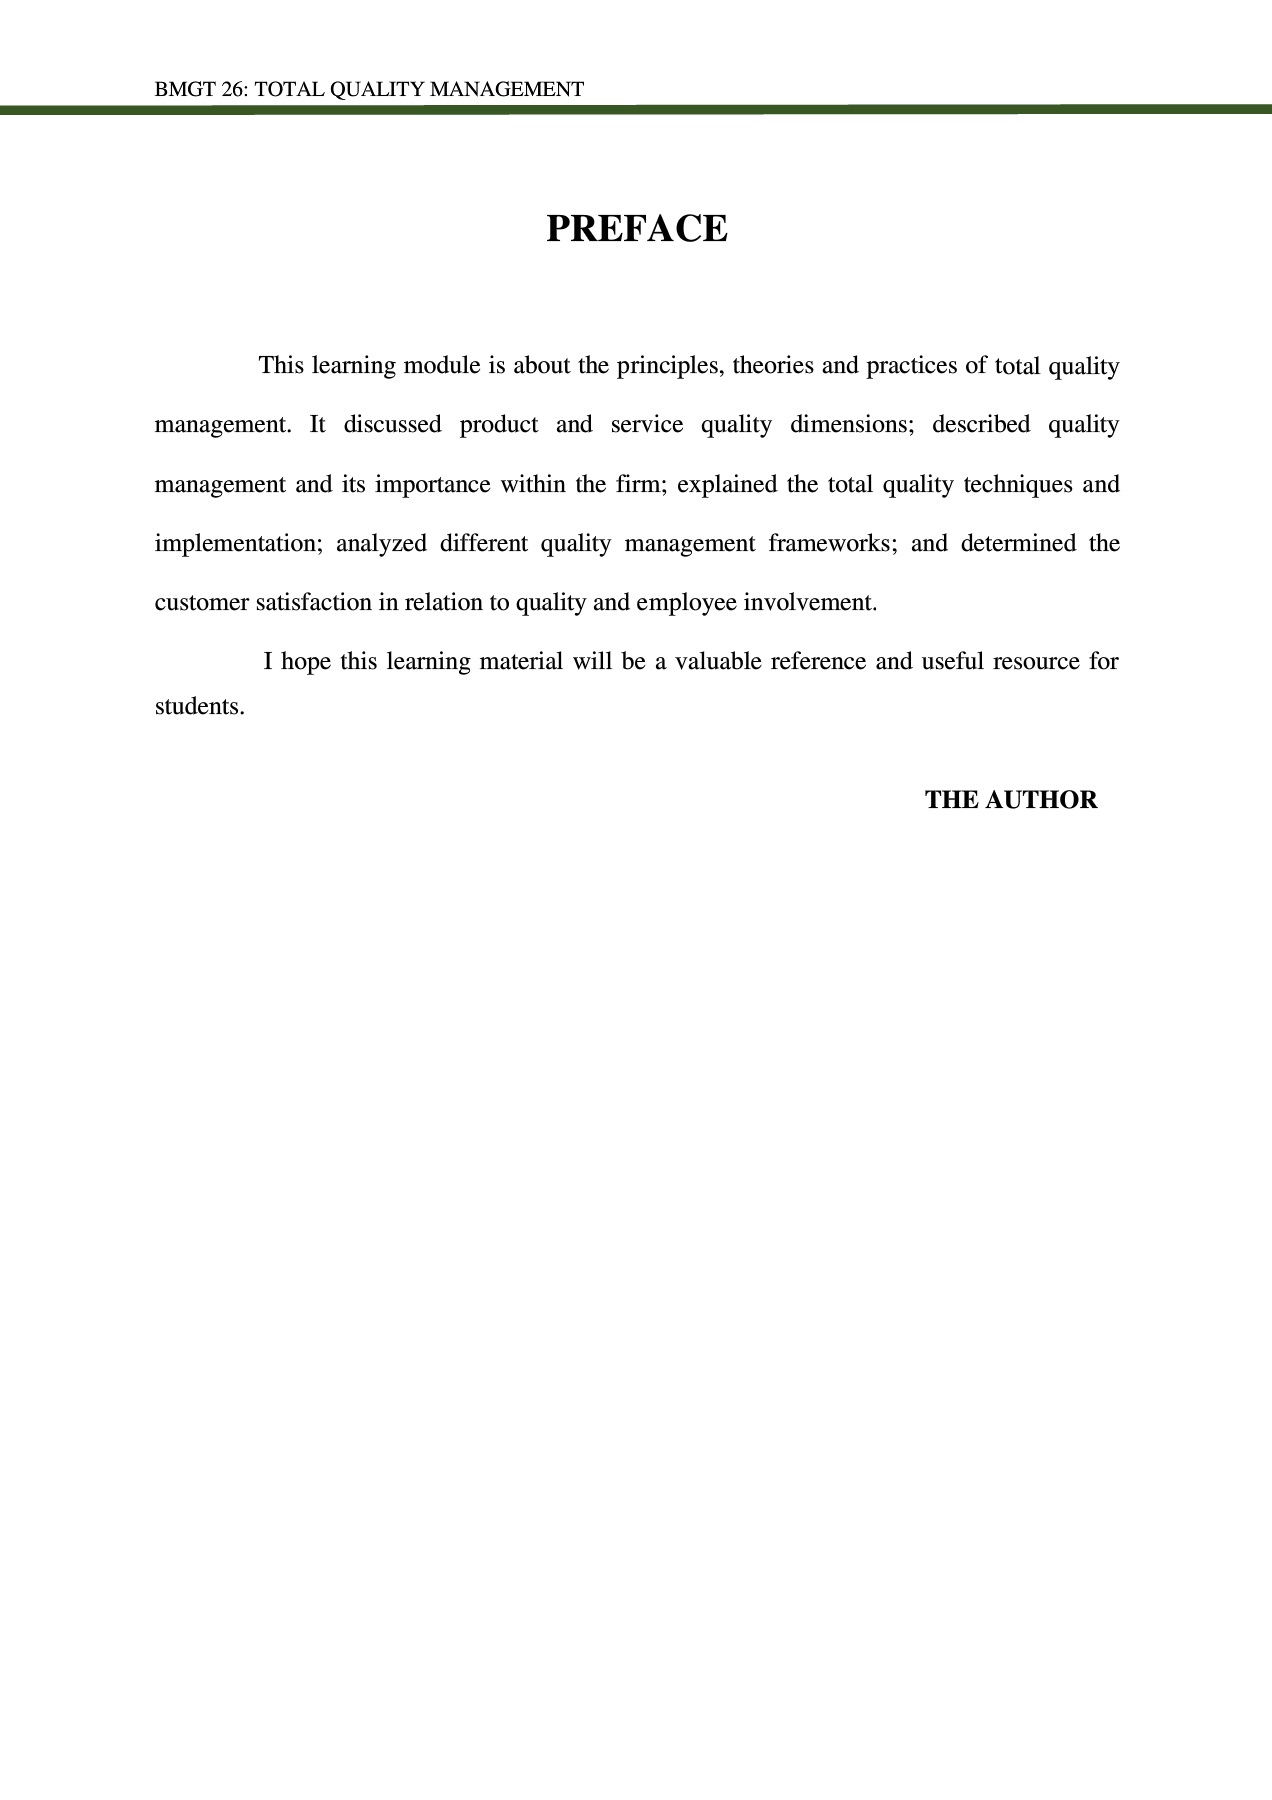 BMGT 26: TOTAL QUALITY MANAGEMENT
PREFACE
This learning module is about the principles, theories and practices of total quality
management. It discussed product and service quality dimensions; described quality
management and its importance within the firm; explained the total quality techniques and
implementation; analyzed different quality management frameworks; and determined the
customer satisfaction in relation to quality and employee involvement.
I hope this learning material will be a valuable reference and useful resource for
students.
THE AUTHOR